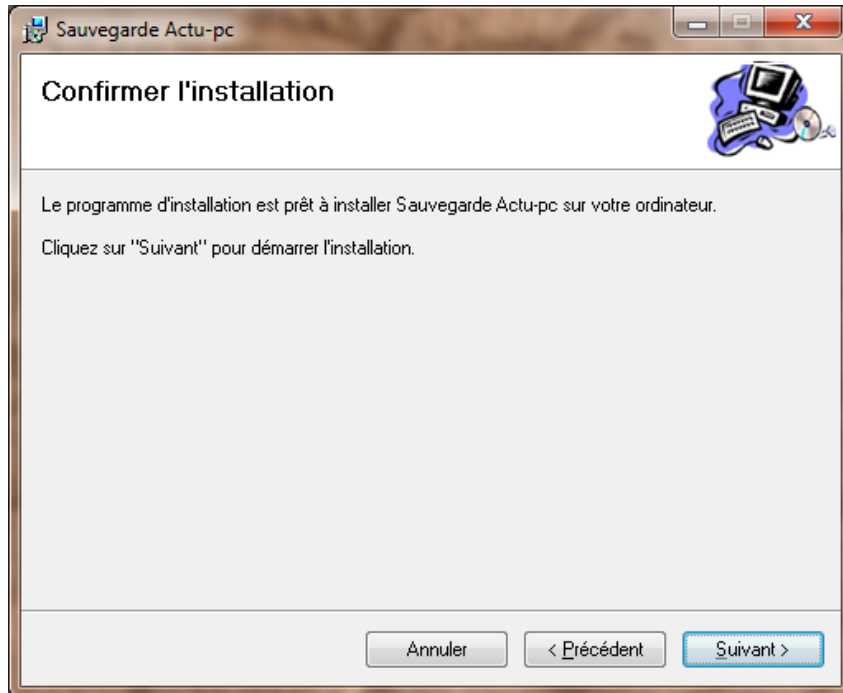 Sauvegarde Actu-pc
Confirmer l'installation
Le programme d'installation est prêt à installer Sauvegarde Actu-pc sur votre ordinateur.
Cliquez sur "Suivant" pour démarrer l'installation.
Annuler
< Précédent
Suivant >